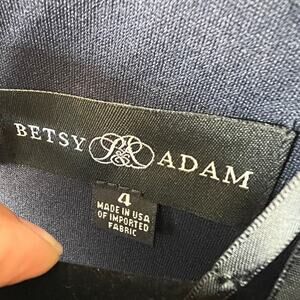 BETSY ADAM
4
MADE IN USA
OF IMPORTED
FABRIC